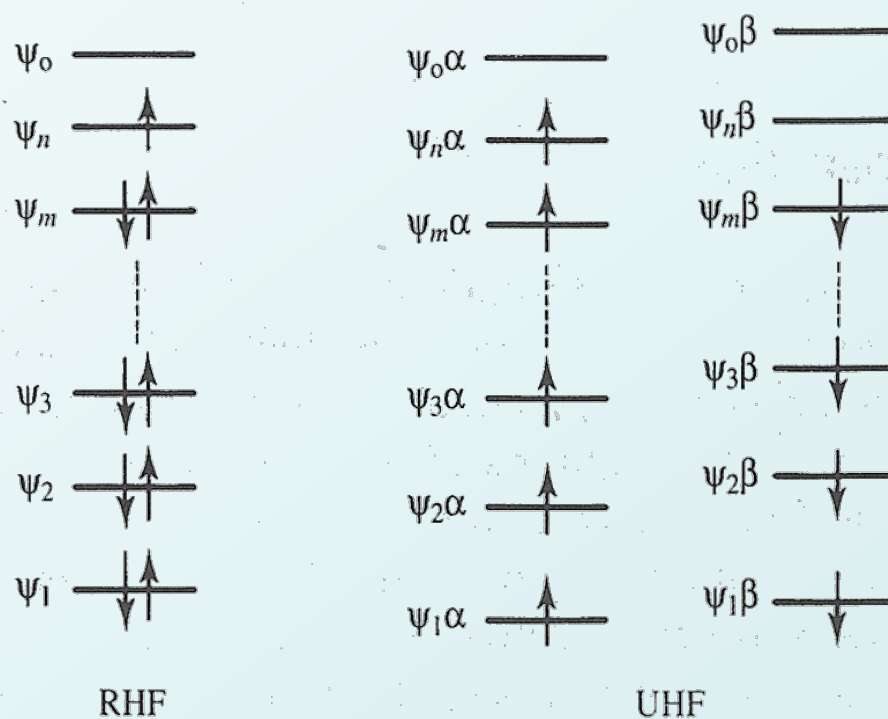 ψₒ
ψₙ
ψₘ
ψ₃
ψ₂
ψ₁
RHF
ψₒα
ψₙα
ψₘα
ψ₃α
ψ₂α
ψ₁α
ψₒβ
ψₙβ
ψₘβ
ψ₃β
ψ₂β
ψ₁β
UHF